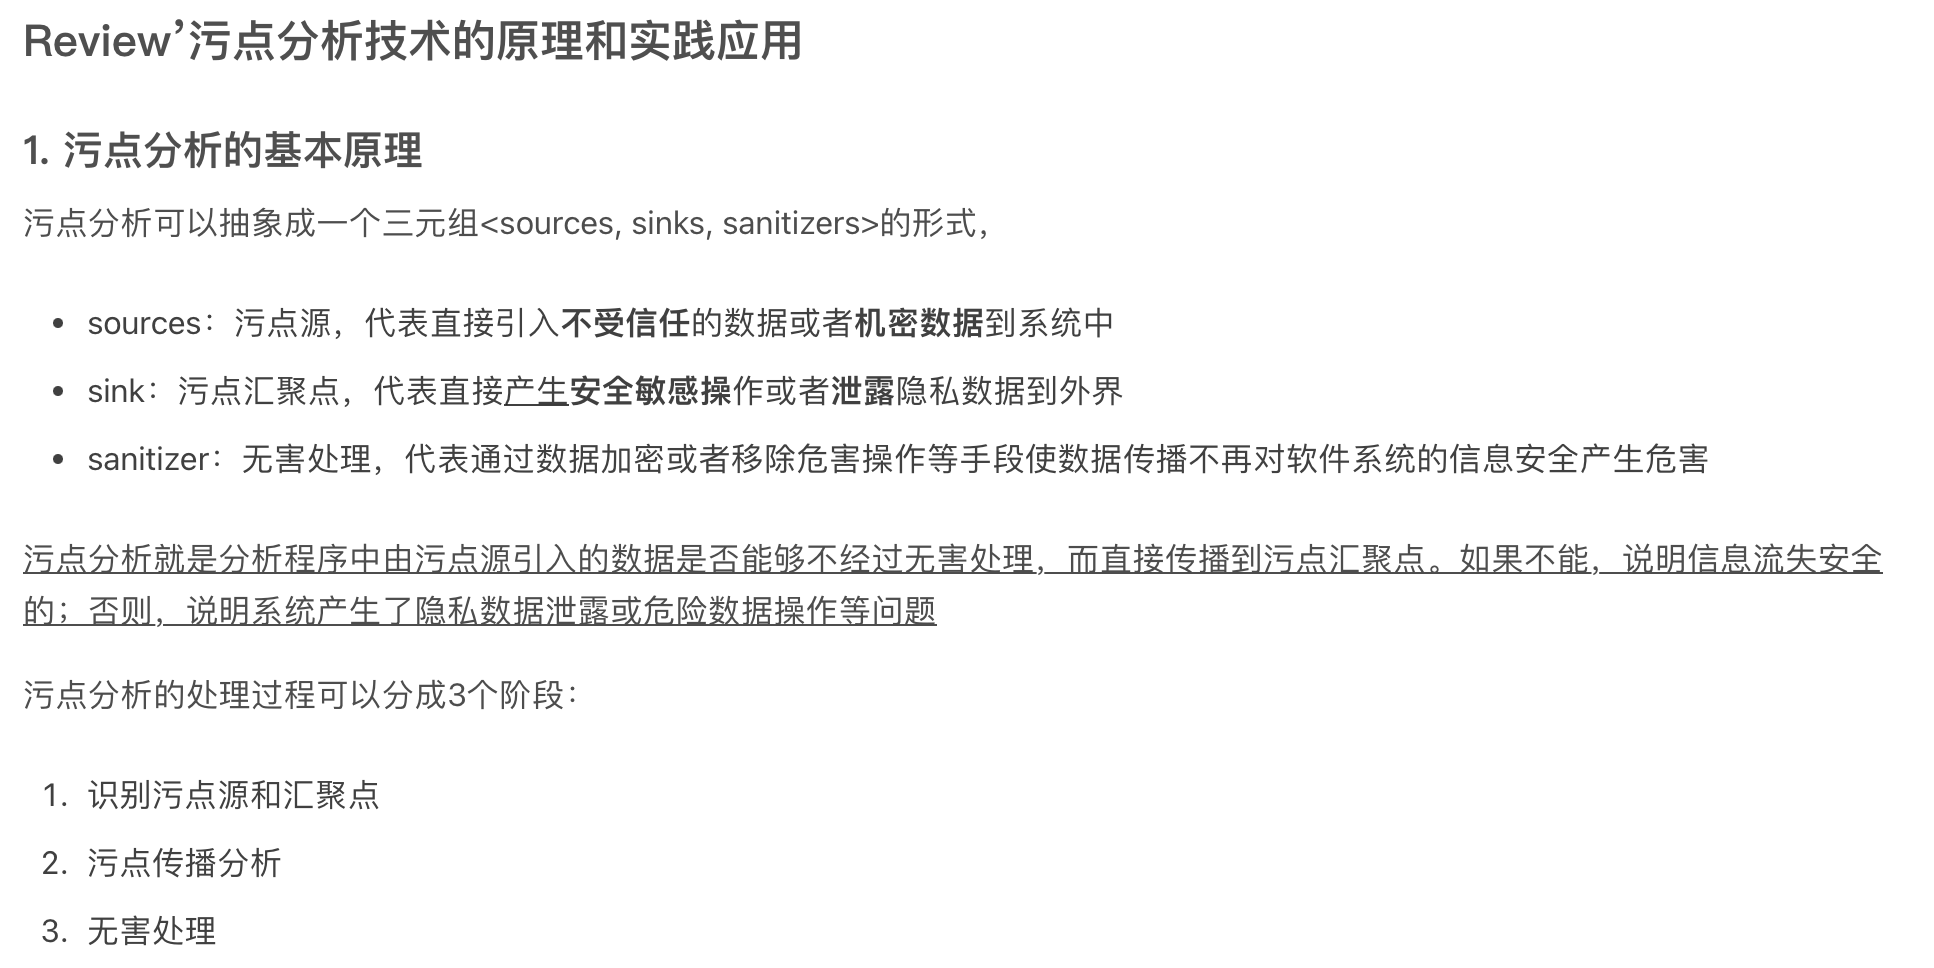 Review’污点分析技术的原理和实践应用
1. 污点分析的基本原理
污点分析可以抽象成一个三元组<sources, sinks, sanitizers>的形式，
• sources：污点源，代表直接引入不受信任的数据或者机密数据到系统中
• sink：污点汇聚点，代表直接产生安全敏感操作或者泄露隐私数据到外界
• sanitizer：无害处理，代表通过数据加密或者移除危害操作等手段使数据传播不再对软件系统的信息安全产生危害
污点分析就是分析程序中由污点源引入的数据是否能够不经过无害处理，而直接传播到污点汇聚点。如果不能，说明信息流失安全
的；否则，说明系统产生了隐私数据泄露或危险数据操作等问题
污点分析的处理过程可以分成3个阶段：
1. 识别污点源和汇聚点
2. 污点传播分析
3. 无害处理